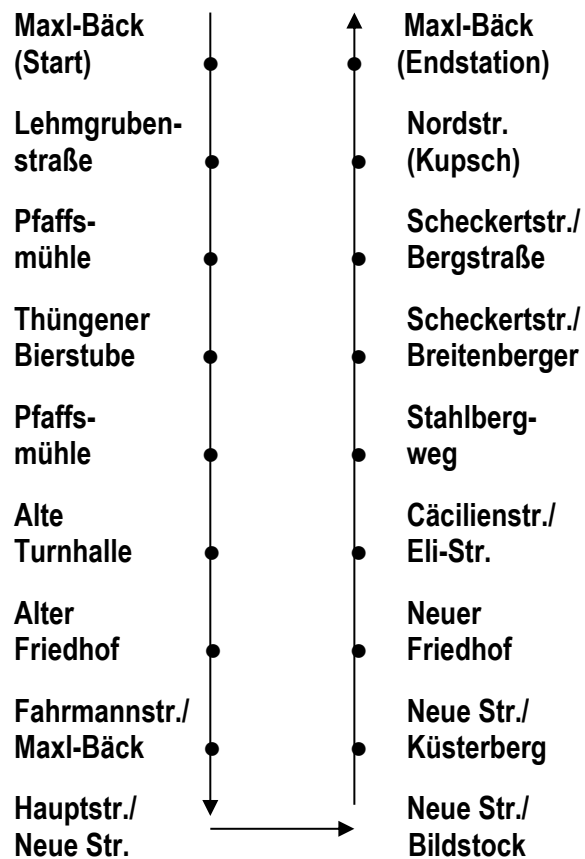 Maxl-Bäck
(Start)
Lehmgruben-
straße
Pfaffs-
mühle
Thüngener
Bierstube
Pfaffs-
mühle
Alte
Turnhalle
Alter
Friedhof
Fahrmannstr./
Maxl-Bäck
Hauptstr./
Neue Str.
Maxl-Bäck
(Endstation)
Nordstr.
(Kupsch)
Scheckertstr./
Bergstraße
Scheckertstr./
Breitenberger
Stahlberg-
weg
Cäcilienstr./
Eli-Str.
Neuer
Friedhof
Neue Str./
Küsterberg
Neue Str./
Bildstock